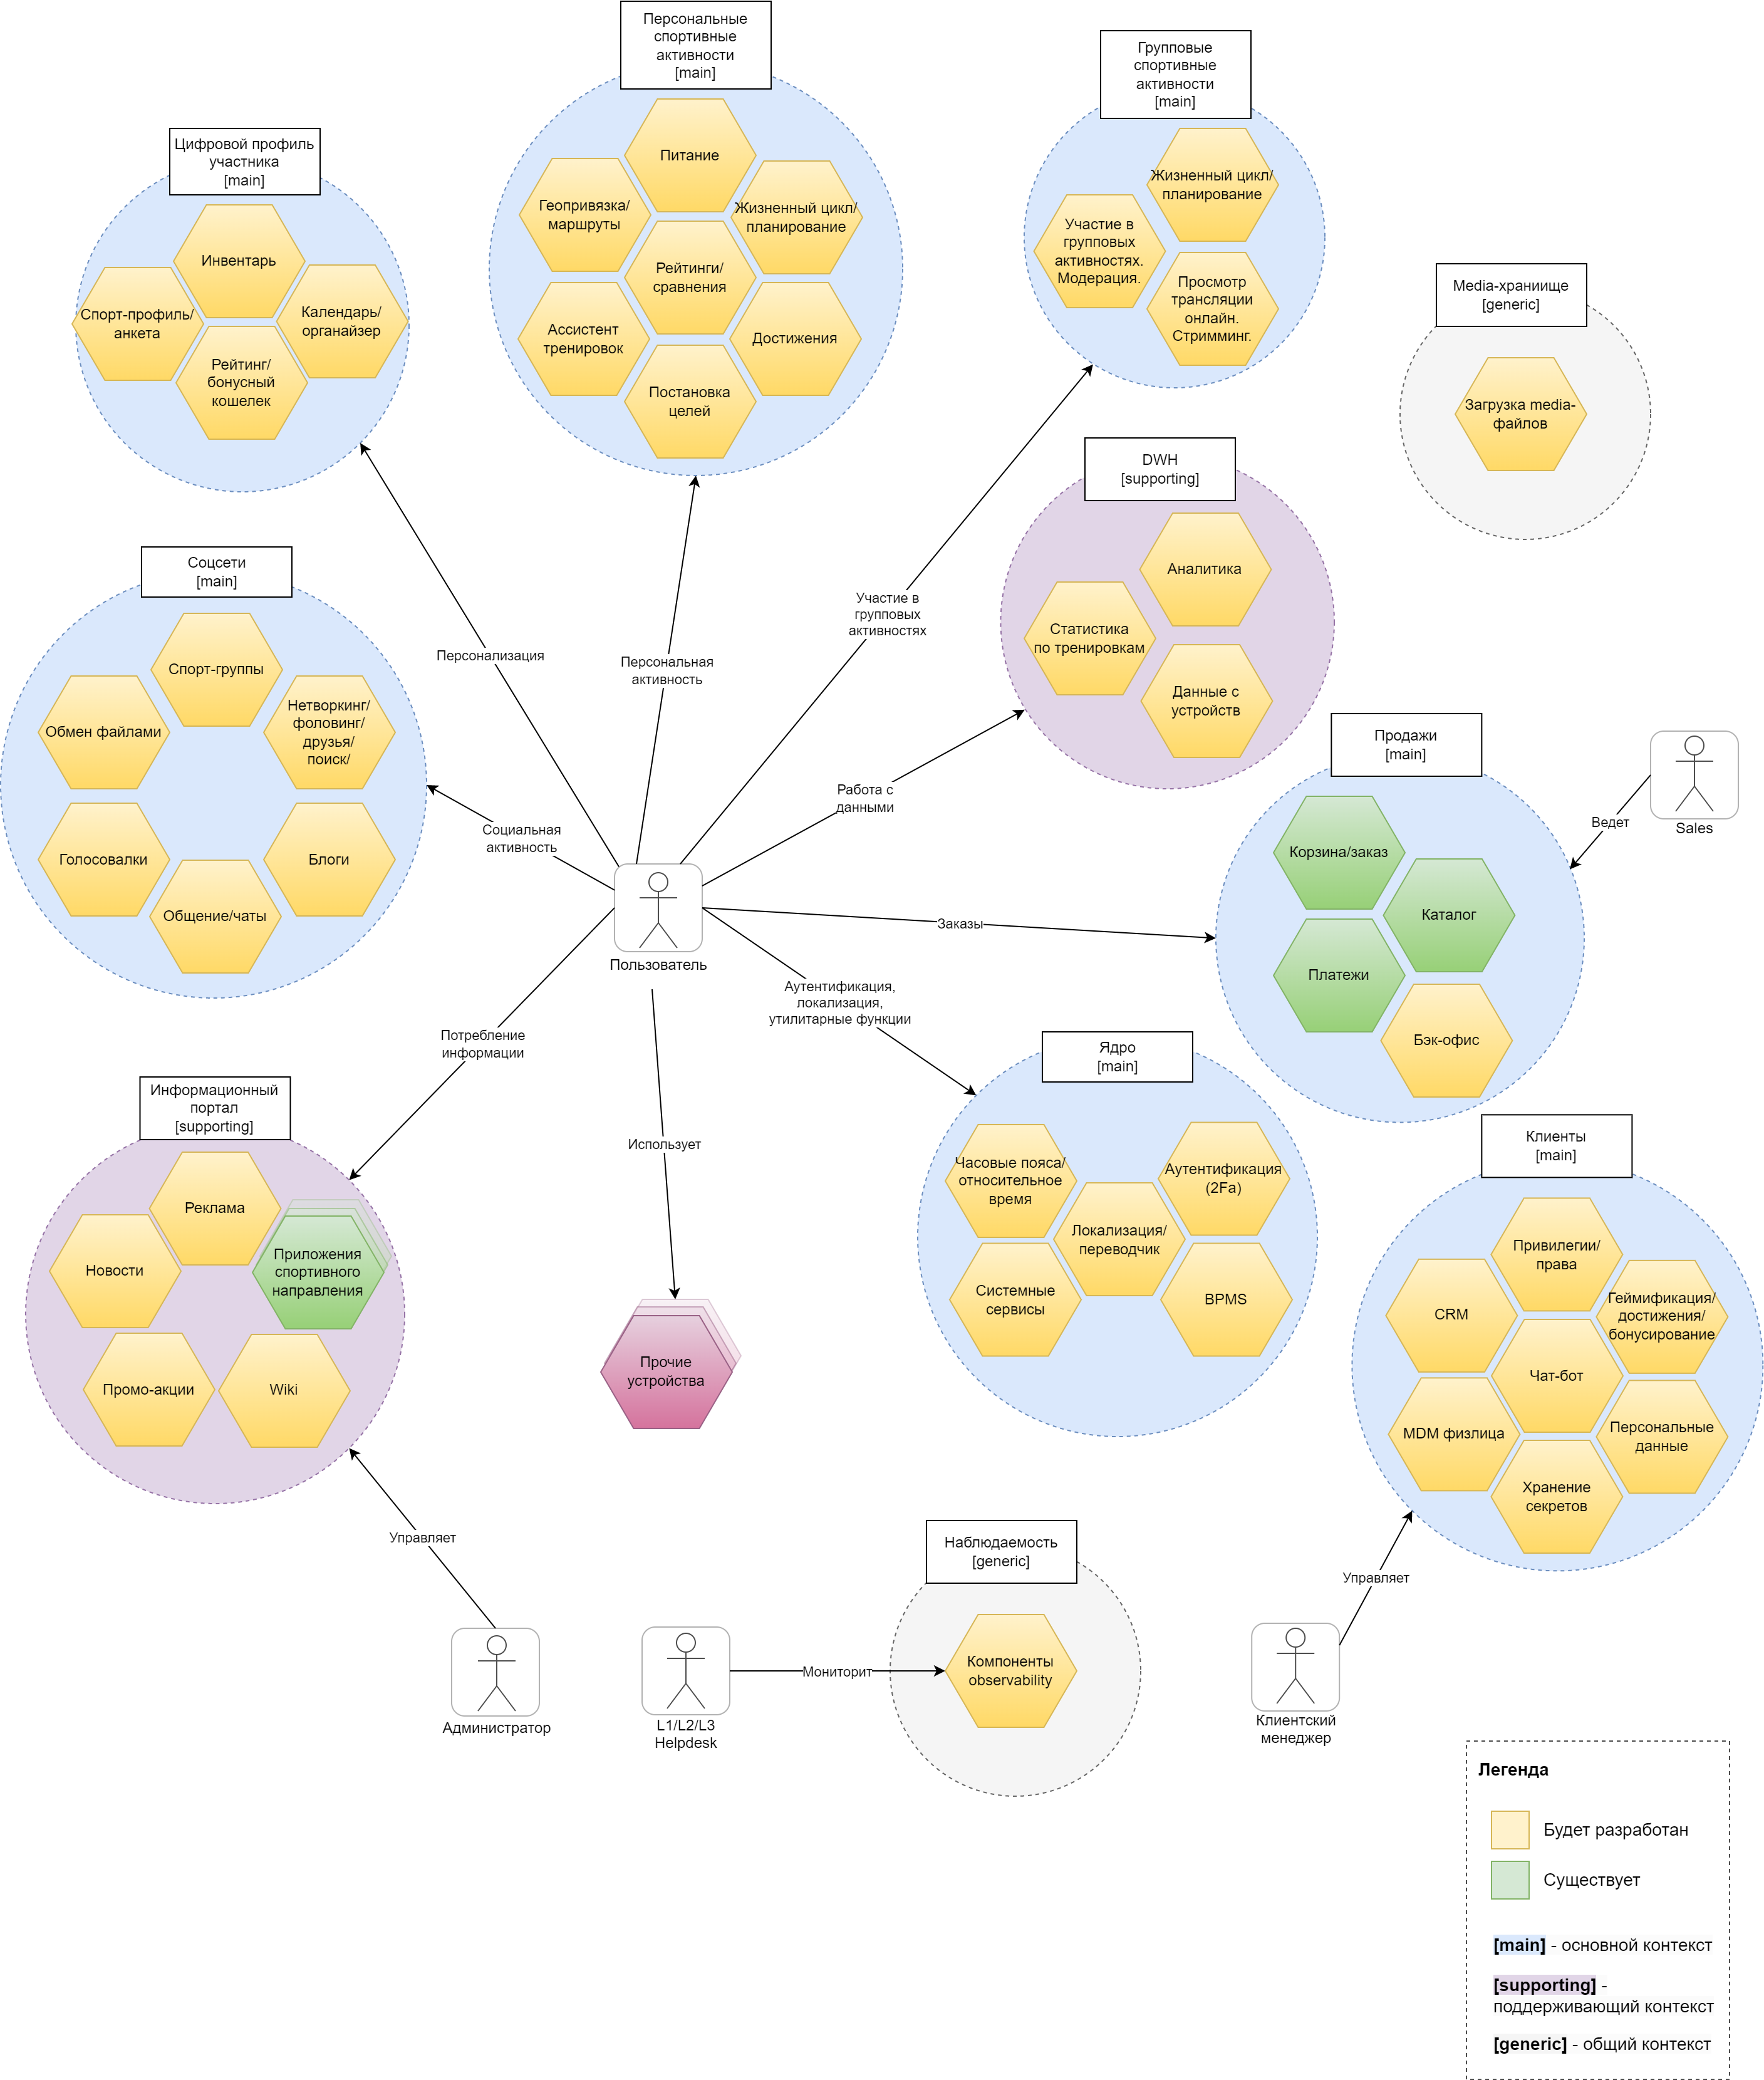 Персональные
спортивные
активности
[main]
Питание
Геопривязка/
маршруты
Жизненный цикл/
планирование
Рейтинги/
сравнения
Ассистент
тренировок
Достижения
Постановка
целей
Групповые
спортивные
активности
[main]
Жизненный цикл/
планирование
Участие в
групповых
активностях.
Модерация.
Просмотр
трансляции
онлайн.
Стримминг.
Цифровой профиль
участника
[main]
Инвентарь
Спорт-профиль/
анкета
Календарь/
органайзер
Рейтинг/
бонусный
кошелек
Media-храниище
[generic]
Загрузка media-
файлов
DWH
[supporting]
Аналитика
Статистика
по тренировкам
Данные с
устройств
Соцсети
[main]
Спорт-группы
Обмен файлами
Нетворкинг/
фоловинг/
друзья/
поиск/
Голосовалки
Блоги
Общение/чаты
Персонализация
Персональная
активность
Участие в
групповых
активностях
Работа с
данными
Социальная
активность
Пользователь
Заказы
Аутентификация,
локализация,
утилитарные функции
Потребление
информации
Использует
Продажи
[main]
Корзина/заказ
Каталог
Платежи
Бэк-офис
Ведет
Sales
Ядро
[main]
Часовые пояса/
относительное
время
Аутентификация
(2Fa)
Локализация/
переводчик
Системные
сервисы
BPMS
Информационный
портал
[supporting]
Реклама
Новости
Приложения
спортивного
направления
Промо-акции
Wiki
Прочие
устройства
Клиенты
[main]
Привилегии/
права
CRM
Геймификация/
достижения/
бонусирование
Чат-бот
MDM физлица
Персональные
данные
Хранение
секретов
Управляет
Администратор
L1/L2/L3
Helpdesk
Мониторит
Наблюдаемость
[generic]
Компоненты
observability
Управляет
Клиентский
менеджер
Легенда
Будет разработан
Существует
[main] - основной контекст
[supporting] -
поддерживающий контекст
[generic] - общий контекст